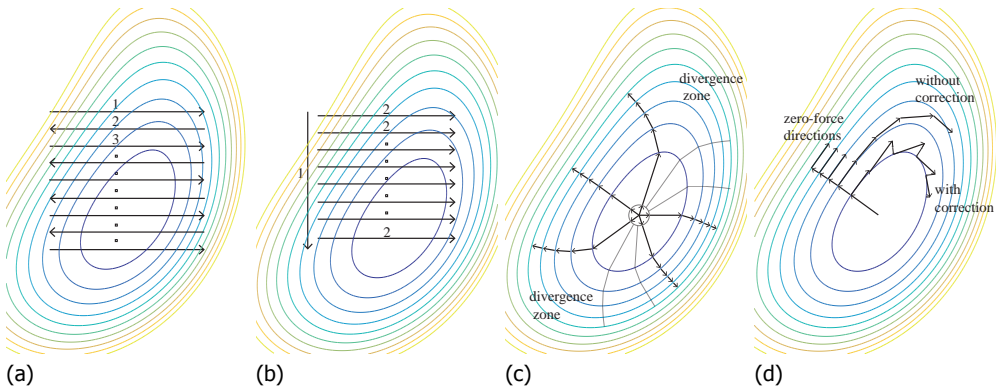 1
2
3
(a)
2
2
1
2
(b)
divergence
zone
divergence
zone
(c)
without
correction
zero-force
directions
with
correction
(d)